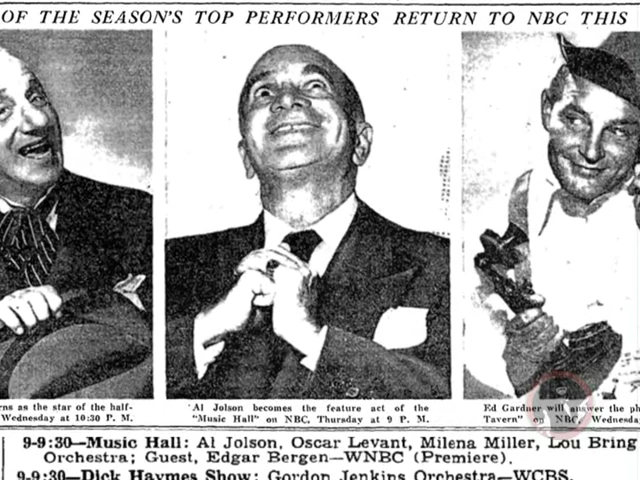 OF THE SEASON'S TOP PERFORMERS RETURN TO NBC THIS
rns as the star of the half-
Wednesday at 10:30 P. M.
Al Jolson becomes the feature act of the
"Music Hall" on NBC, Thursday at 9 P. M.
Ed Gardner will answer the ph
Tavern" on NBC, Wednesda
9-9:30—Music Hall: Al Jolson, Oscar Levant, Milena Miller, Lou Bring
Orchestra; Guest, Edgar Bergen—WNBC (Premiere).
9-9:30—Dick Haymes Show: Gordon Jenkins Orchestra—WCBS.